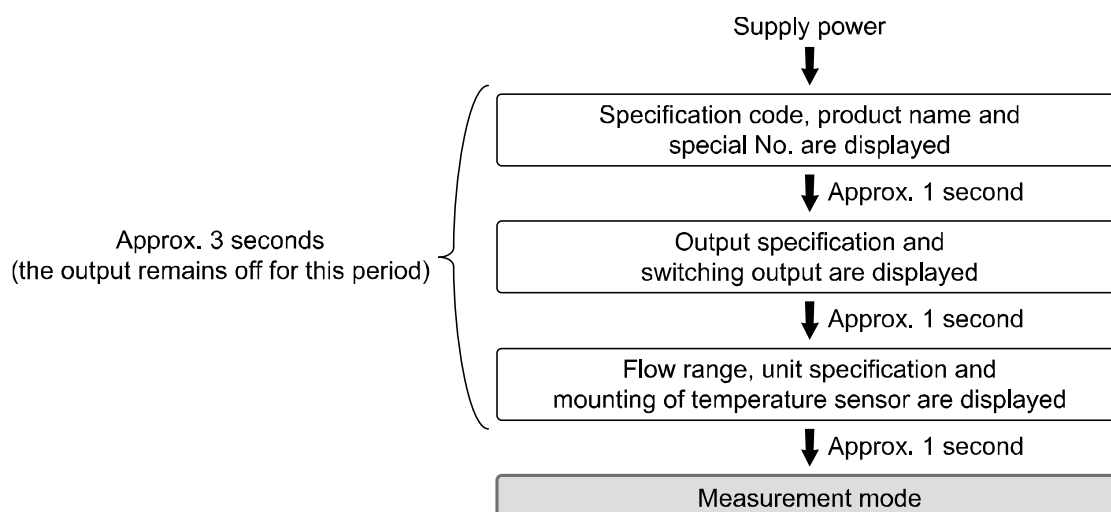 Supply power
Specification code, product name and
special No. are displayed
Approx. 1 second
Approx. 3 seconds
(the output remains off for this period)
Output specification and
switching output are displayed
Approx. 1 second
Flow range, unit specification and
mounting of temperature sensor are displayed
Approx. 1 second
Measurement mode